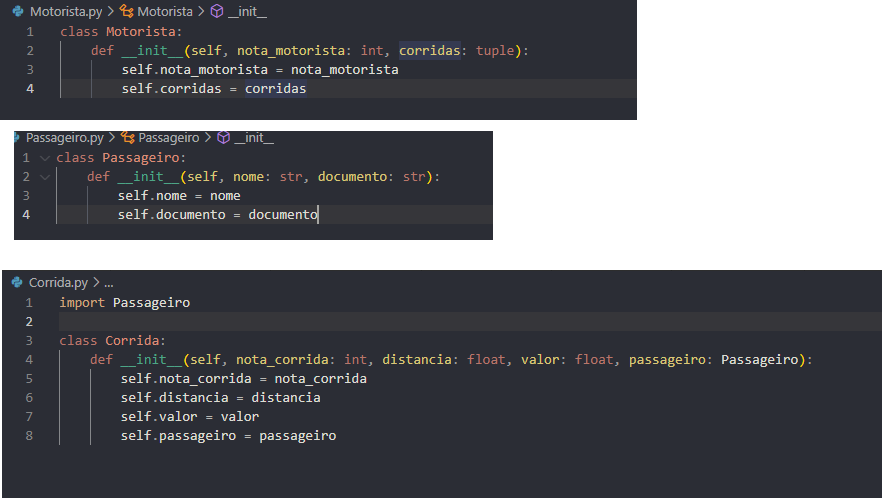 Motorista.py > Motorista > __init__
1 class Motorista:
2 def __init__(self, nota_motorista: int, corridas: tuple):
3 self.nota_motorista = nota_motorista
4 self.corridas = corridas
Passageiro.py > Passageiro > __init__
1 class Passageiro:
2 def __init__(self, nome: str, documento: str):
3 self.nome = nome
4 self.documento = documento
Corrida.py > ...
1 import Passageiro
2
3 class Corrida:
4 def __init__(self, nota_corrida: int, distancia: float, valor: float, passageiro: Passageiro):
5 self.nota_corrida = nota_corrida
6 self.distancia = distancia
7 self.valor = valor
8 self.passageiro = passageiro